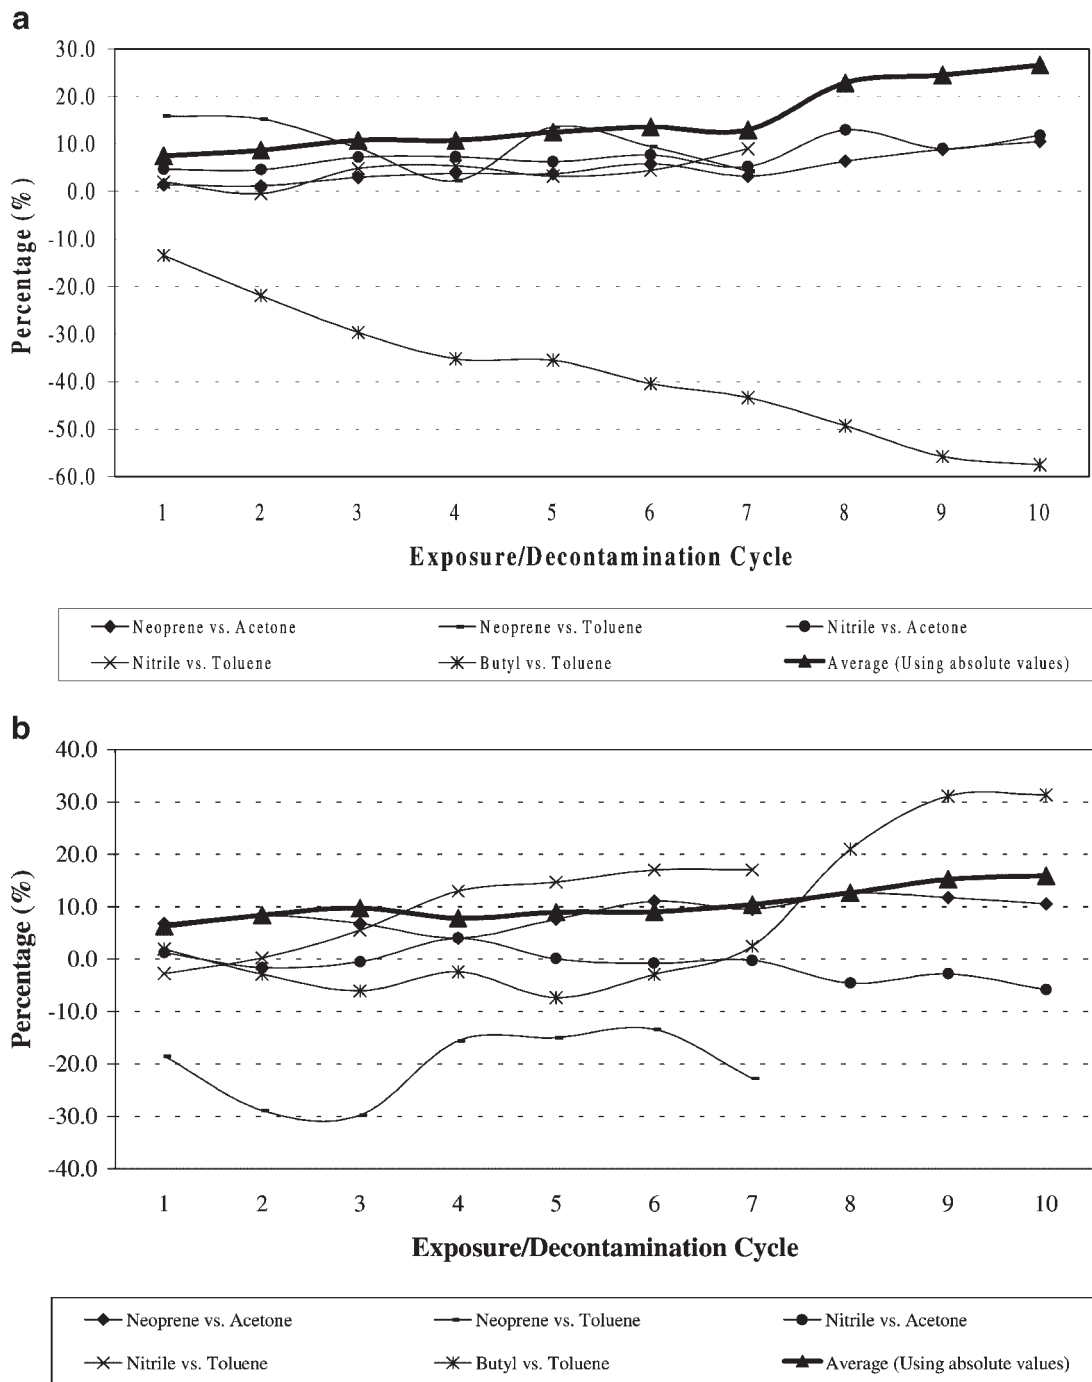 a
30.0
20.0
10.0
0.0
-10.0
-20.0
-30.0
-40.0
-50.0
-60.0
Percentage (%)
1 2 3 4 5 6 7 8 9 10
Exposure/Decontamination Cycle
Neoprene vs. Acetone Neoprene vs. Toluene Nitrile vs. Acetone
Nitrile vs. Toluene Butyl vs. Toluene Average (Using absolute values)
b
40.0
30.0
20.0
10.0
0.0
-10.0
-20.0
-30.0
-40.0
Percentage (%)
1 2 3 4 5 6 7 8 9 10
Exposure/Decontamination Cycle
Neoprene vs. Acetone Neoprene vs. Toluene Nitrile vs. Acetone
Nitrile vs. Toluene Butyl vs. Toluene Average (Using absolute values)